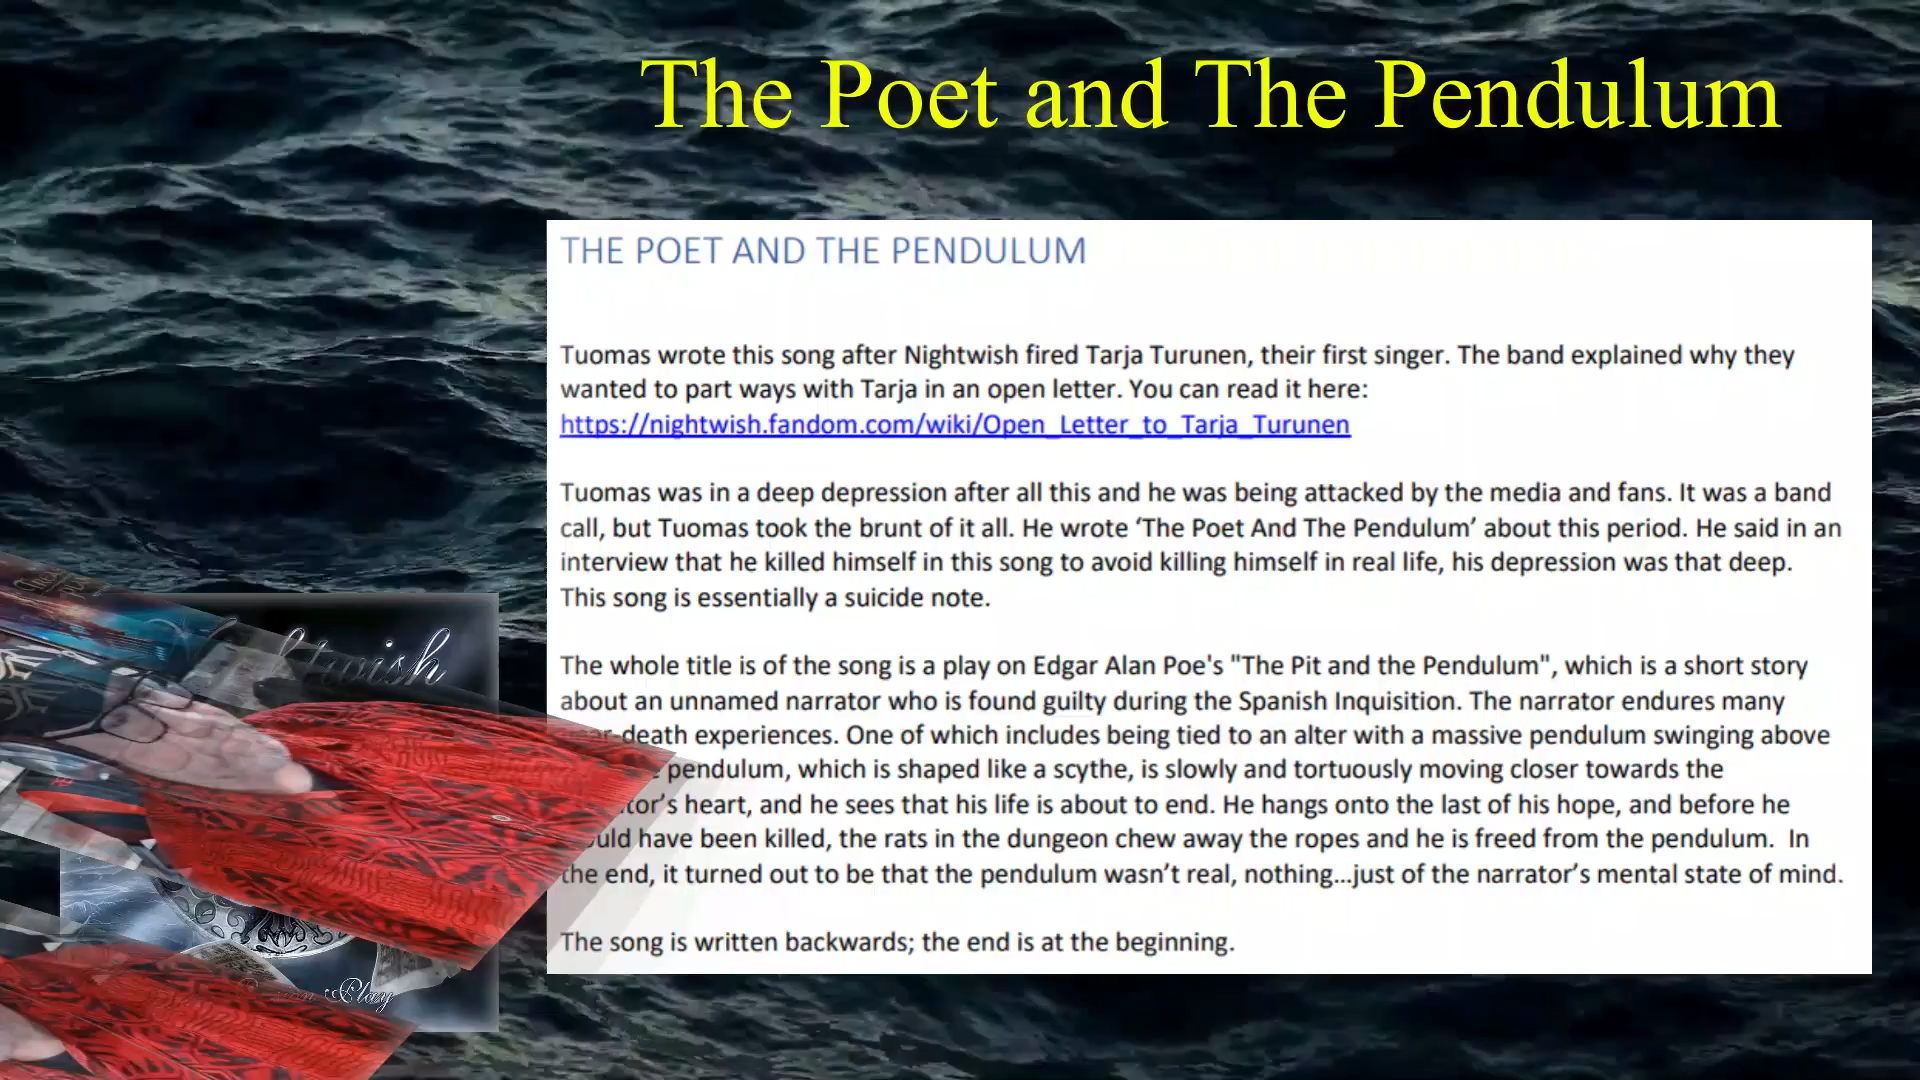 The Poet and The Pendulum
THE POET AND THE PENDULUM
Tuomas wrote this song after Nightwish fired Tarja Turunen, their first singer. The band explained why they
wanted to part ways with Tarja in an open letter. You can read it here:
https://nightwish.fandom.com/wiki/Open_Letter_to_Tarja_Turunen
Tuomas was in a deep depression after all this and he was being attacked by the media and fans. It was a band
call, but Tuomas took the brunt of it all. He wrote ‘The Poet And The Pendulum’ about this period. He said in an
interview that he killed himself in this song to avoid killing himself in real life, his depression was that deep.
This song is essentially a suicide note.
The whole title is of the song is a play on Edgar Alan Poe's "The Pit and the Pendulum", which is a short story
about an unnamed narrator who is found guilty during the Spanish Inquisition. The narrator endures many
death experiences. One of which includes being tied to an alter with a massive pendulum swinging above
pendulum, which is shaped like a scythe, is slowly and tortuously moving closer towards the
heart, and he sees that his life is about to end. He hangs onto the last of his hope, and before he
have been killed, the rats in the dungeon chew away the ropes and he is freed from the pendulum. In
the end, it turned out to be that the pendulum wasn’t real, nothing...just of the narrator’s mental state of mind.
The song is written backwards; the end is at the beginning.
Play